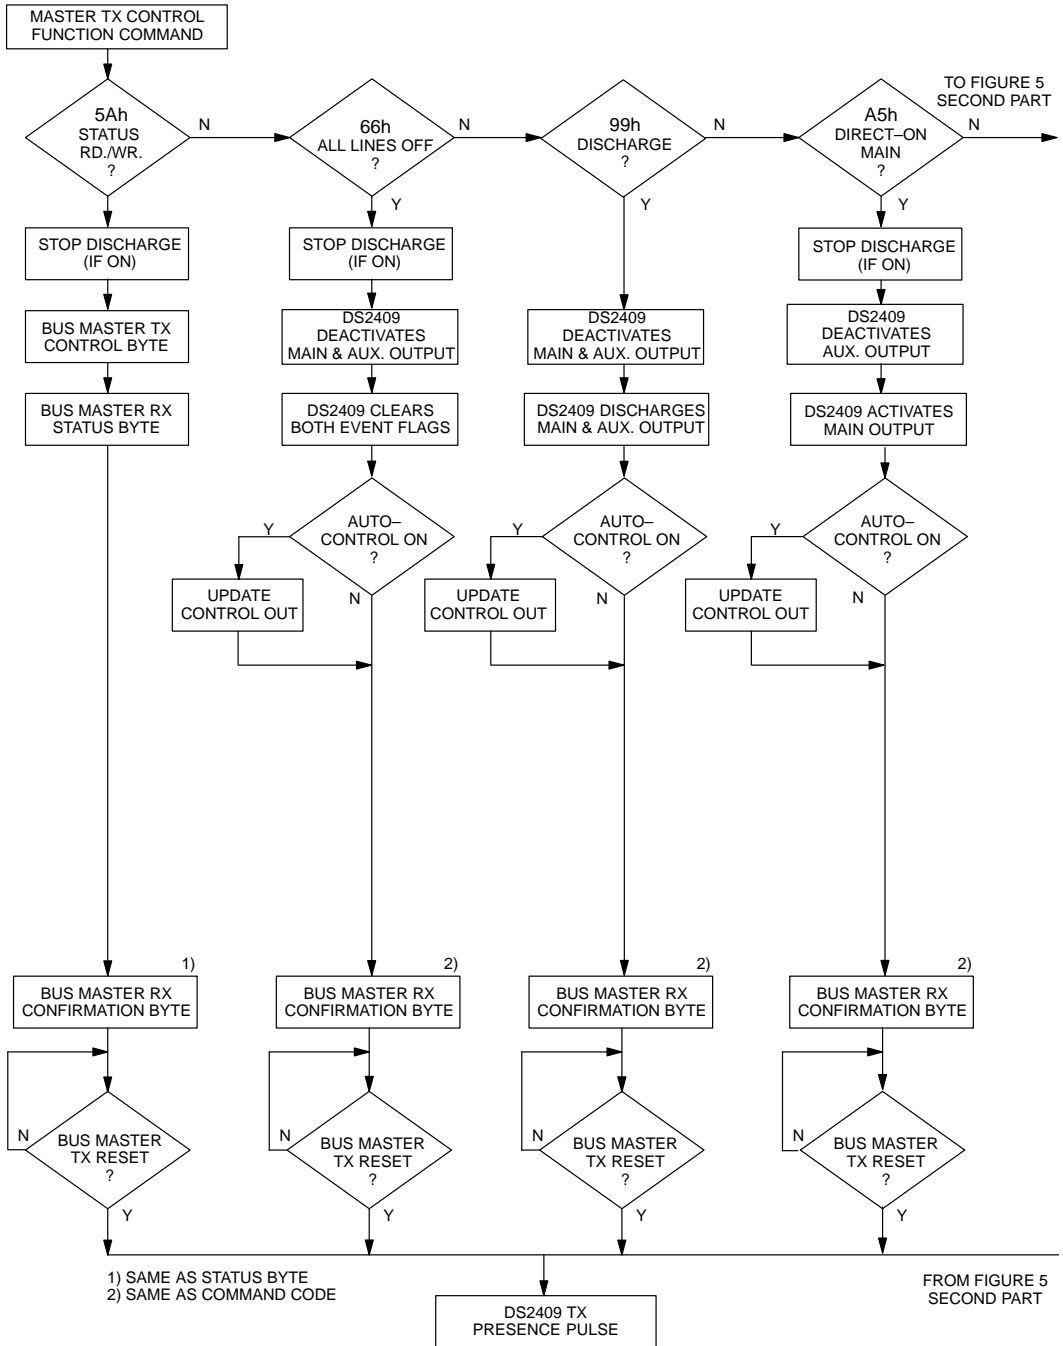 MASTER TX CONTROL
FUNCTION COMMAND
5Ah
STATUS
RD./WR.
?
N
66h
ALL LINES OFF
?
N
99h
DISCHARGE
?
N
A5h
DIRECT–ON
MAIN
?
N
TO FIGURE 5
SECOND PART
Y
Y
Y
STOP DISCHARGE
(IF ON)
STOP DISCHARGE
(IF ON)
STOP DISCHARGE
(IF ON)
BUS MASTER TX
CONTROL BYTE
DS2409
DEACTIVATES
MAIN & AUX. OUTPUT
DS2409
DEACTIVATES
MAIN & AUX. OUTPUT
DS2409
DEACTIVATES
AUX. OUTPUT
BUS MASTER RX
STATUS BYTE
DS2409 CLEARS
BOTH EVENT FLAGS
DS2409 DISCHARGES
MAIN & AUX. OUTPUT
DS2409 ACTIVATES
MAIN OUTPUT
Y
AUTO–
CONTROL ON
?
N
Y
AUTO–
CONTROL ON
?
N
Y
AUTO–
CONTROL ON
?
N
UPDATE
CONTROL OUT
UPDATE
CONTROL OUT
UPDATE
CONTROL OUT
1)
BUS MASTER RX
CONFIRMATION BYTE
2)
BUS MASTER RX
CONFIRMATION BYTE
2)
BUS MASTER RX
CONFIRMATION BYTE
2)
BUS MASTER RX
CONFIRMATION BYTE
N
BUS MASTER
TX RESET
?
Y
N
BUS MASTER
TX RESET
?
Y
N
BUS MASTER
TX RESET
?
Y
N
BUS MASTER
TX RESET
?
Y
1) SAME AS STATUS BYTE
2) SAME AS COMMAND CODE
FROM FIGURE 5
SECOND PART
DS2409 TX
PRESENCE PULSE